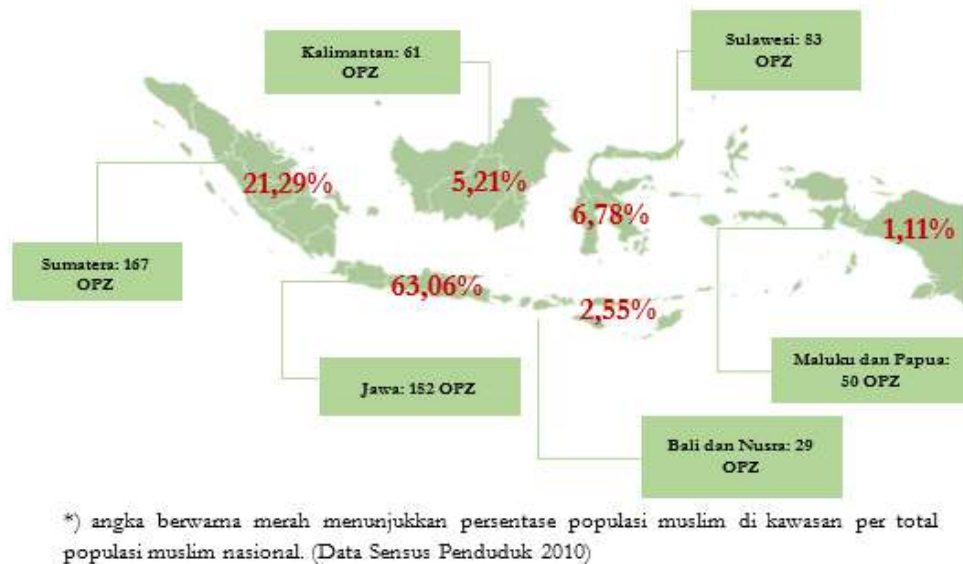 Kalimantan: 61
OPZ
Sulawesi: 83
OPZ
21,29%
5,21%
6,78%
1,11%
Sumatera: 167
OPZ
63,06%
2,55%
Maluku dan Papua:
50 OPZ
Jawa: 182 OPZ
Bali dan Nusra: 29
OPZ
*) angka berwarna merah menunjukkan persentase populasi muslim di kawasan per total
populasi muslim nasional. (Data Sensus Penduduk 2010)